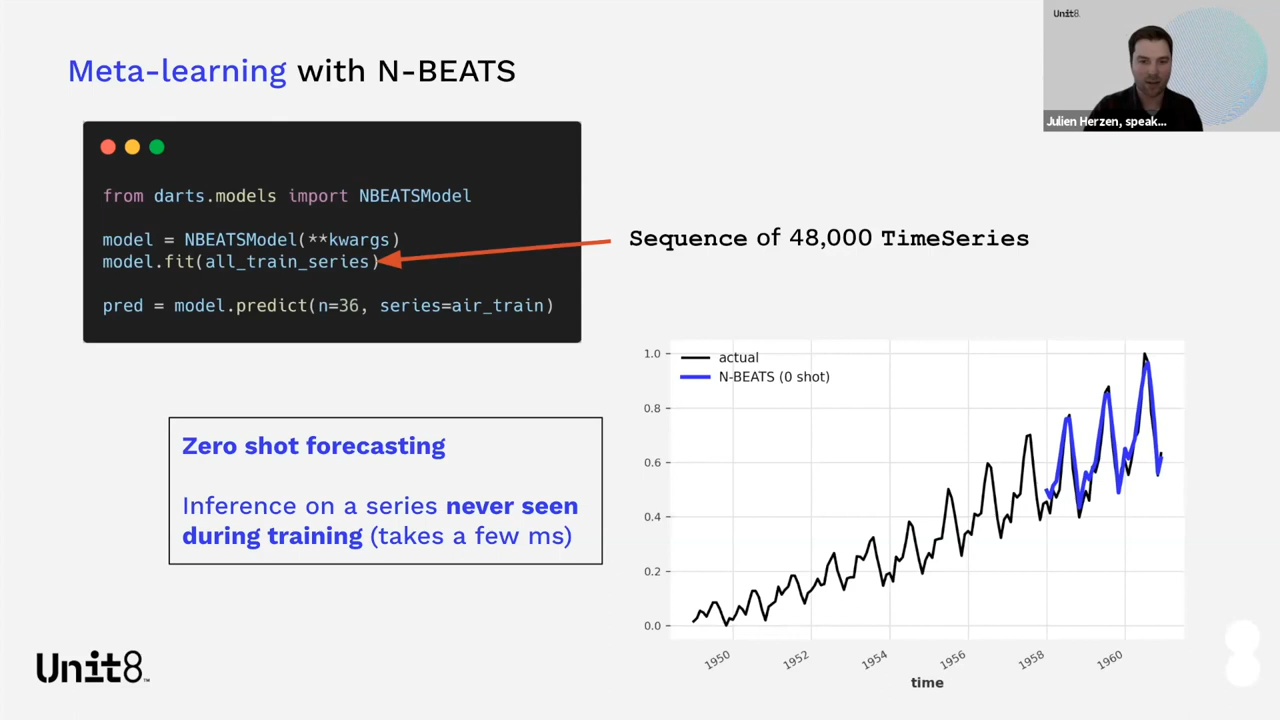 Meta-learning with N-BEATS
Unit8.
Julien Herzen, speak...
from darts.models import NBEATSModel
model = NBEATSModel(**kwargs)
model.fit(all_train_series)
pred = model.predict(n=36, series=air_train)
Sequence of 48,000 TimeSeries
Zero shot forecasting
Inference on a series never seen
during training (takes a few ms)
actual
N-BEATS (0 shot)
1.0
0.8
0.6
0.4
0.2
0.0
1950
1952
1954
1956
1958
1960
time
Unit8™